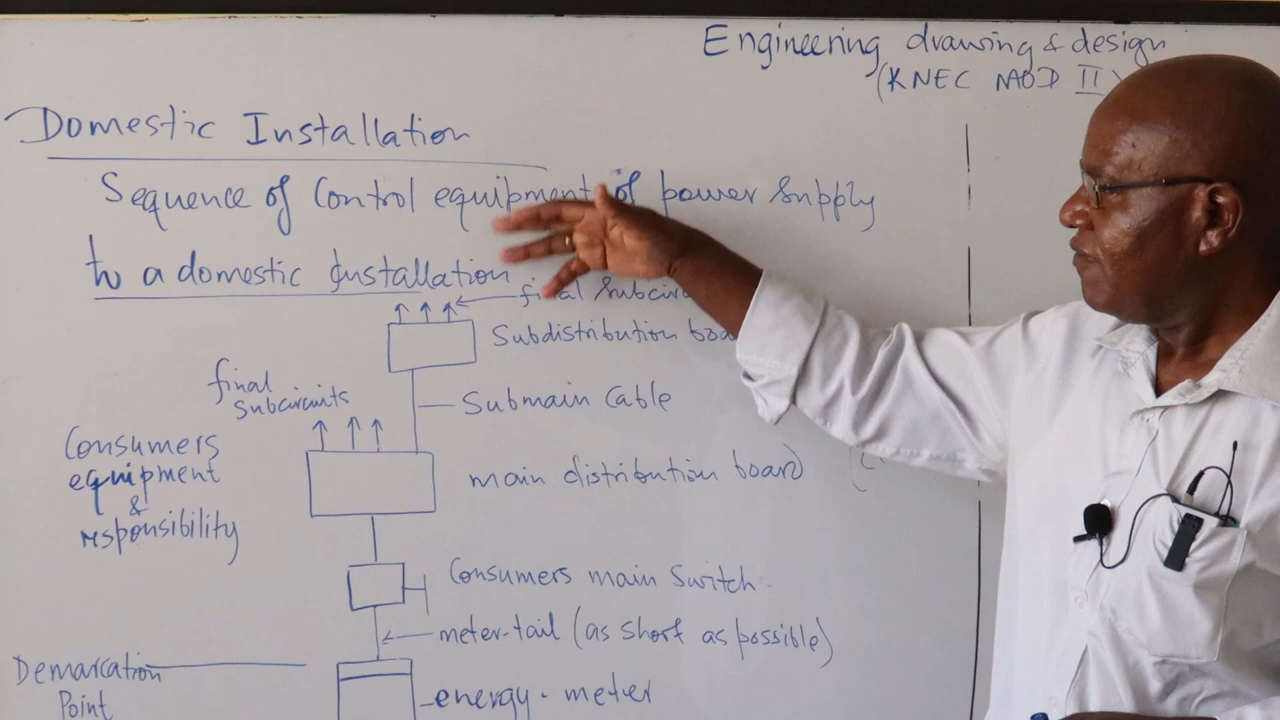 Engineering drawing & design
(KNEC MOD II)
Domestic Installation
Sequence of Control equipment of power Supply
to a domestic Installation
final
Subdistribution
final
Subcircuits
Submain Cable
Consumers
equipment
&
responsibility
main distribution board
Consumers main Switch
meter-tail (as short as possible)
Demarcation
Point
energy-meter